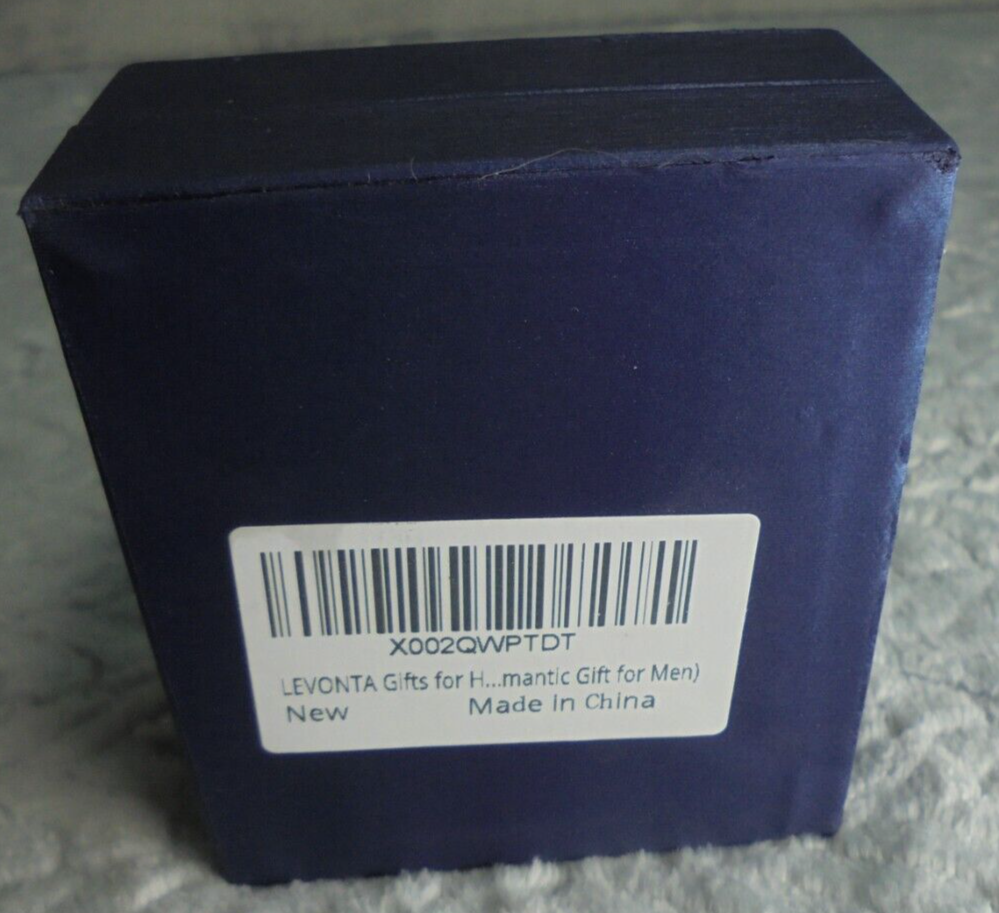 X002QWPTDT
LEVONTA Gifts for H...mantic Gift for Men)
New Made in China